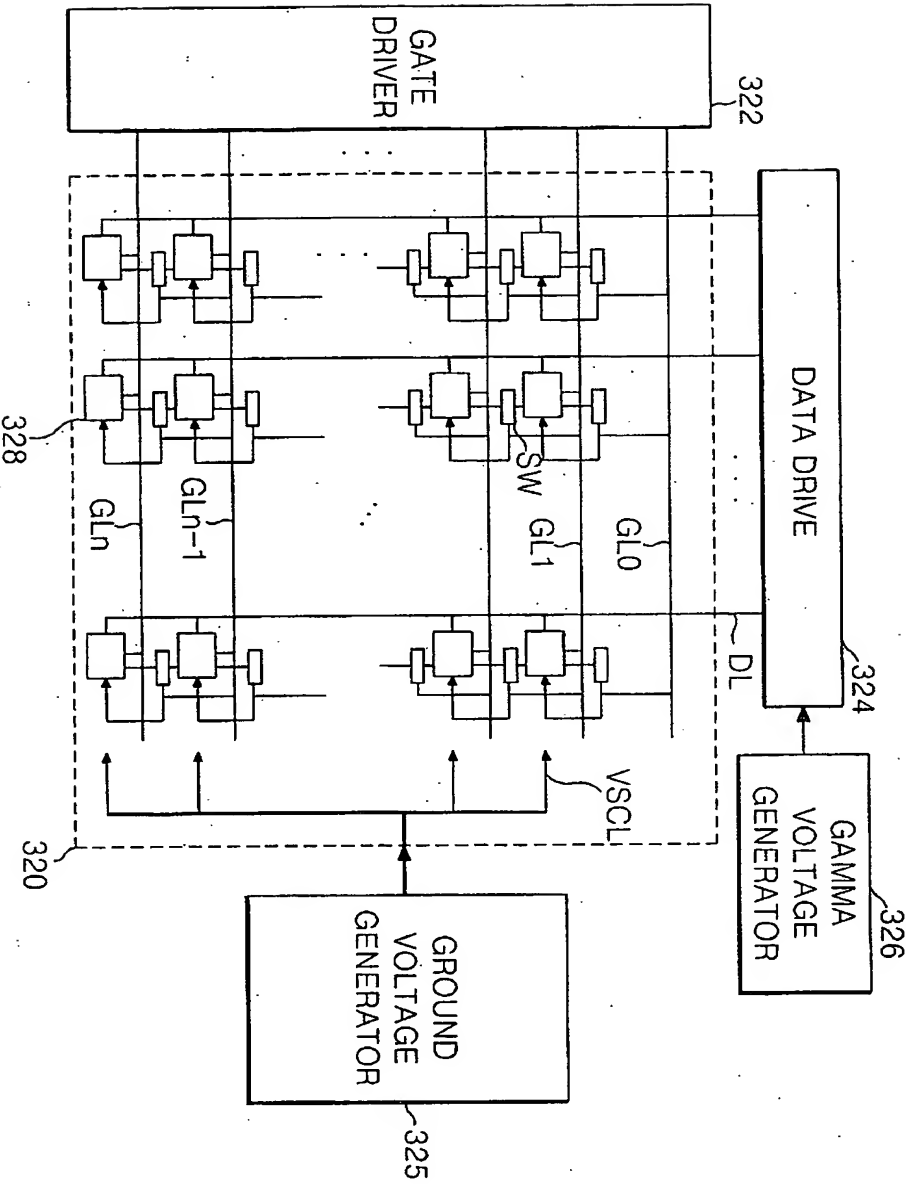 322
GATE
DRIVER
DATA DRIVE
324
GAMMA
VOLTAGE
GENERATOR
326
DL
GL0
GL1
SW
GLn-1
GLn
328
VSCL
320
GROUND
VOLTAGE
GENERATOR
325